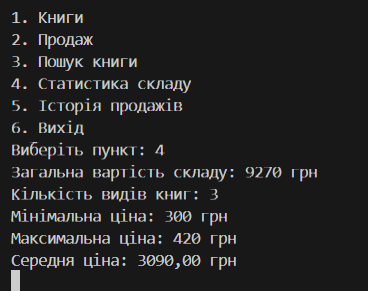 1. Книги
2. Продаж
3. Пошук книги
4. Статистика складу
5. Історія продажів
6. Вихід
Виберіть пункт: 4
Загальна вартість складу: 9270 грн
Кількість видів книг: 3
Мінімальна ціна: 300 грн
Максимальна ціна: 420 грн
Середня ціна: 3090,00 грн